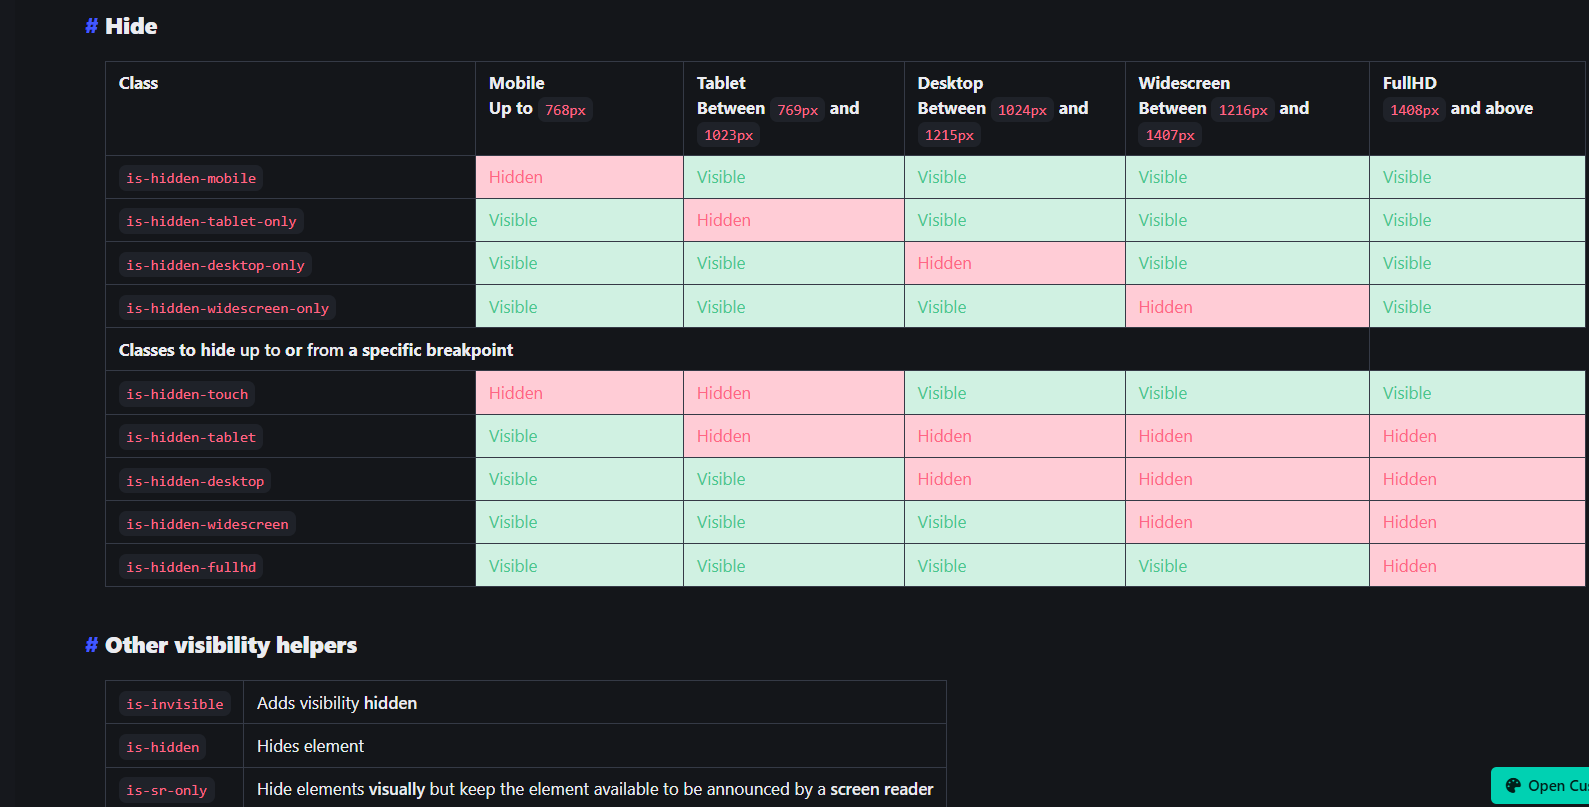 # Hide
Class
Mobile
Up to 768px
Tablet
Between 769px and
1023px
Desktop
Between 1024px and
1215px
Widescreen
Between 1216px and
1407px
FullHD
1408px and above
is-hidden-mobile Hidden Visible Visible Visible Visible
is-hidden-tablet-only Visible Hidden Visible Visible Visible
is-hidden-desktop-only Visible Visible Hidden Visible Visible
is-hidden-widescreen-only Visible Visible Visible Hidden Visible
Classes to hide up to or from a specific breakpoint
is-hidden-touch Hidden Hidden Visible Visible Visible
is-hidden-tablet Visible Hidden Hidden Hidden Hidden
is-hidden-desktop Visible Visible Hidden Hidden Hidden
is-hidden-widescreen Visible Visible Visible Hidden Hidden
is-hidden-fullhd Visible Visible Visible Visible Hidden
# Other visibility helpers
is-invisible Adds visibility hidden
is-hidden Hides element
is-sr-only Hide elements visually but keep the element available to be announced by a screen reader
Open Cu